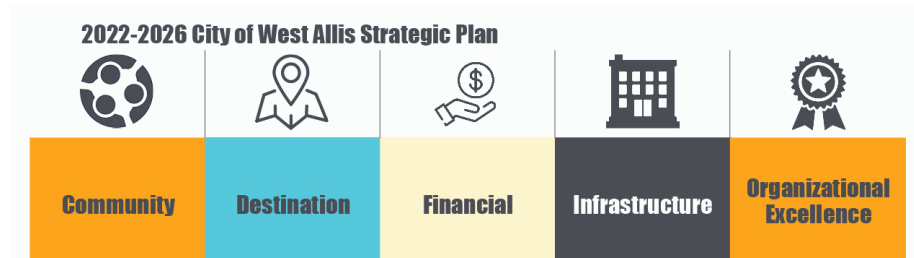 2022-2026 City of West Allis Strategic Plan
$
Community
Destination
Financial
Infrastructure
Organizational
Excellence